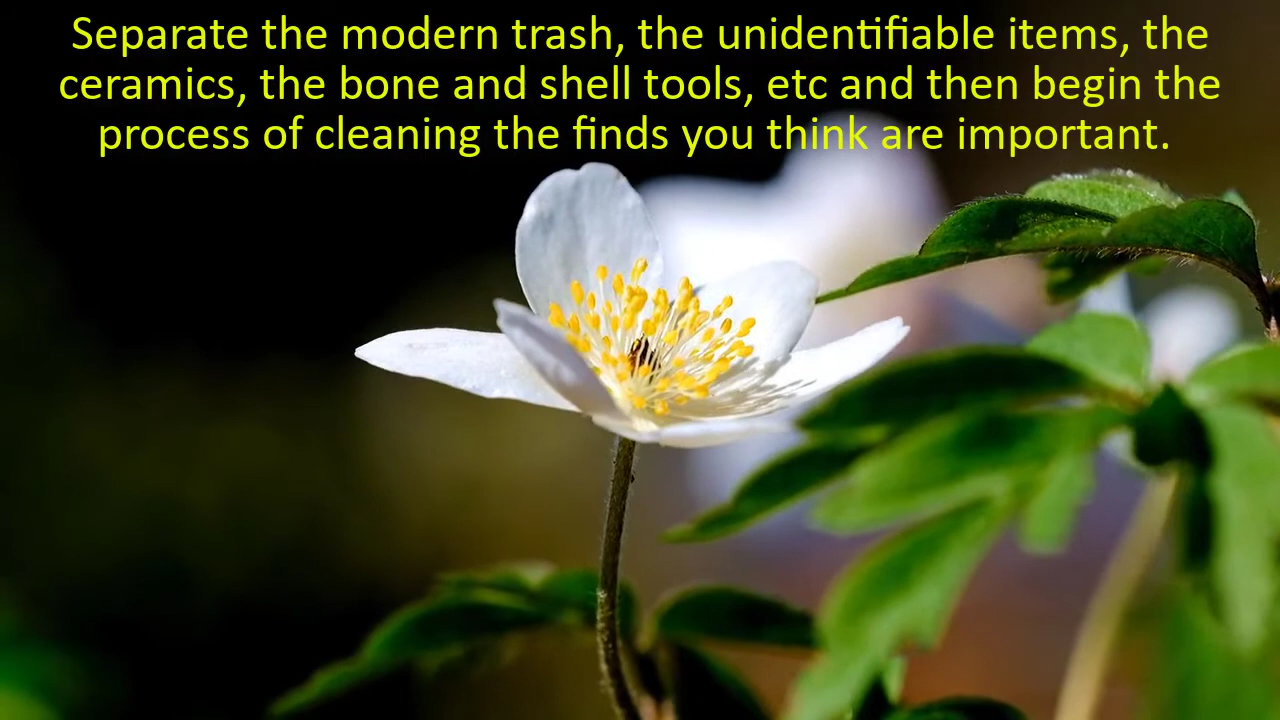 Separate the modern trash, the unidentifiable items, the
ceramics, the bone and shell tools, etc and then begin the
process of cleaning the finds you think are important.